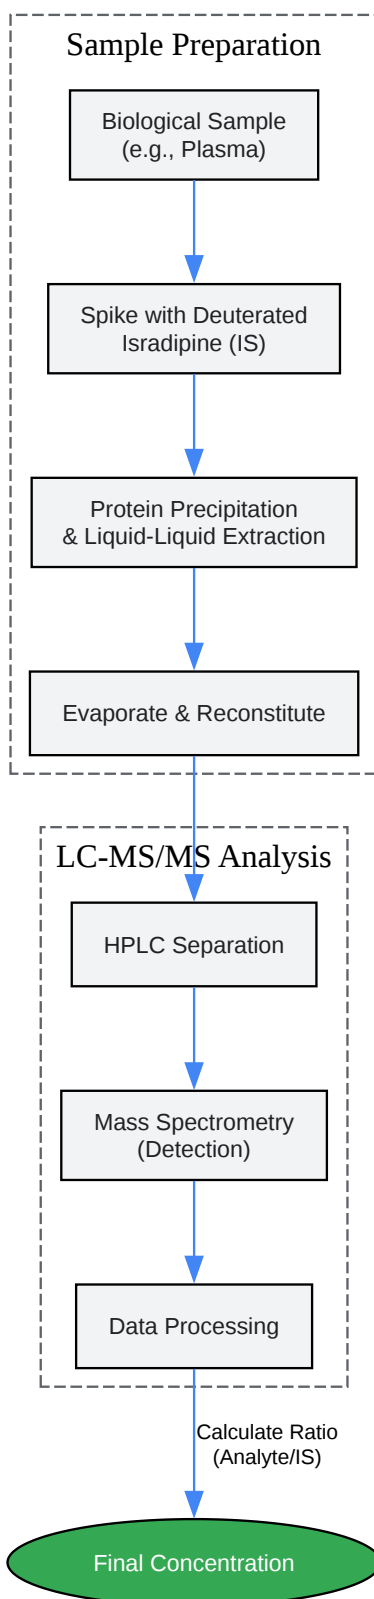 Sample Preparation
Biological Sample
(e.g., Plasma)
Spike with Deuterated
Isradipine (IS)
Protein Precipitation
& Liquid-Liquid Extraction
Evaporate & Reconstitute
LC-MS/MS Analysis
HPLC Separation
Mass Spectrometry
(Detection)
Data Processing
Calculate Ratio
(Analyte/IS)
Final Concentration